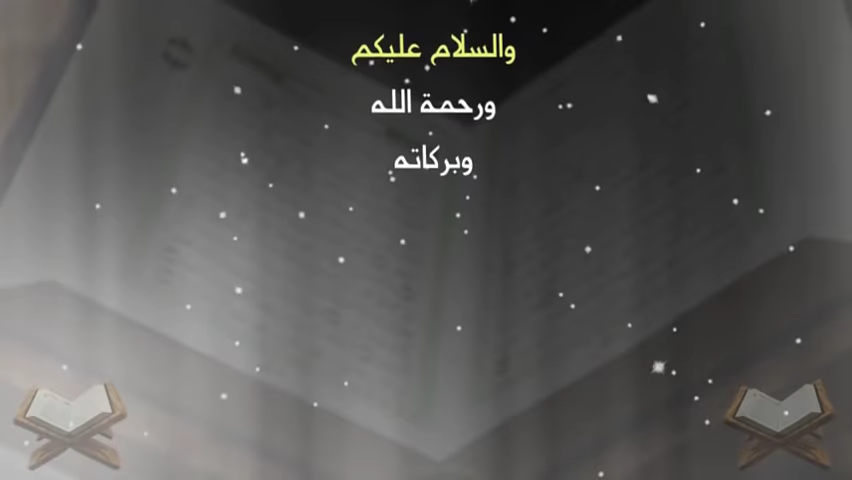 والسلام عليكم
ورحمة الله
وبركاته